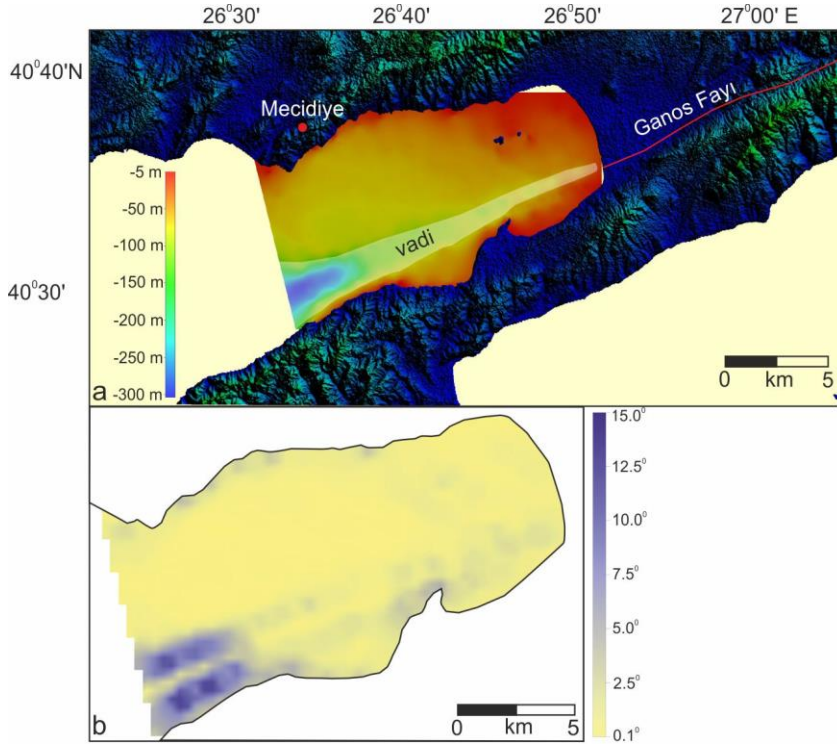 26°30' 26°40' 26°50' 27°00' E
40°40'N
Mecidiye
Ganos Fayı
-5 m
-50 m
vadi
-100 m
-150 m
40°30'
-200 m
-250 m
-300 m
a
0 km 5
15.0°
12.5°
10.0°
7.5°
5.0°
2.5°
0.1°
b
0 km 5